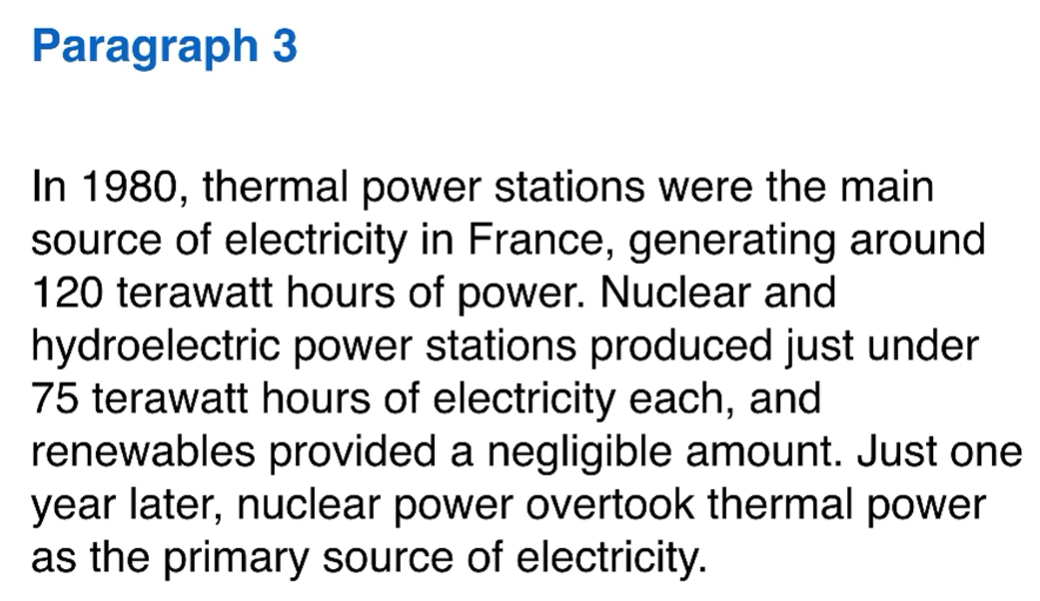 Paragraph 3
In 1980, thermal power stations were the main
source of electricity in France, generating around
120 terawatt hours of power. Nuclear and
hydroelectric power stations produced just under
75 terawatt hours of electricity each, and
renewables provided a negligible amount. Just one
year later, nuclear power overtook thermal power
as the primary source of electricity.